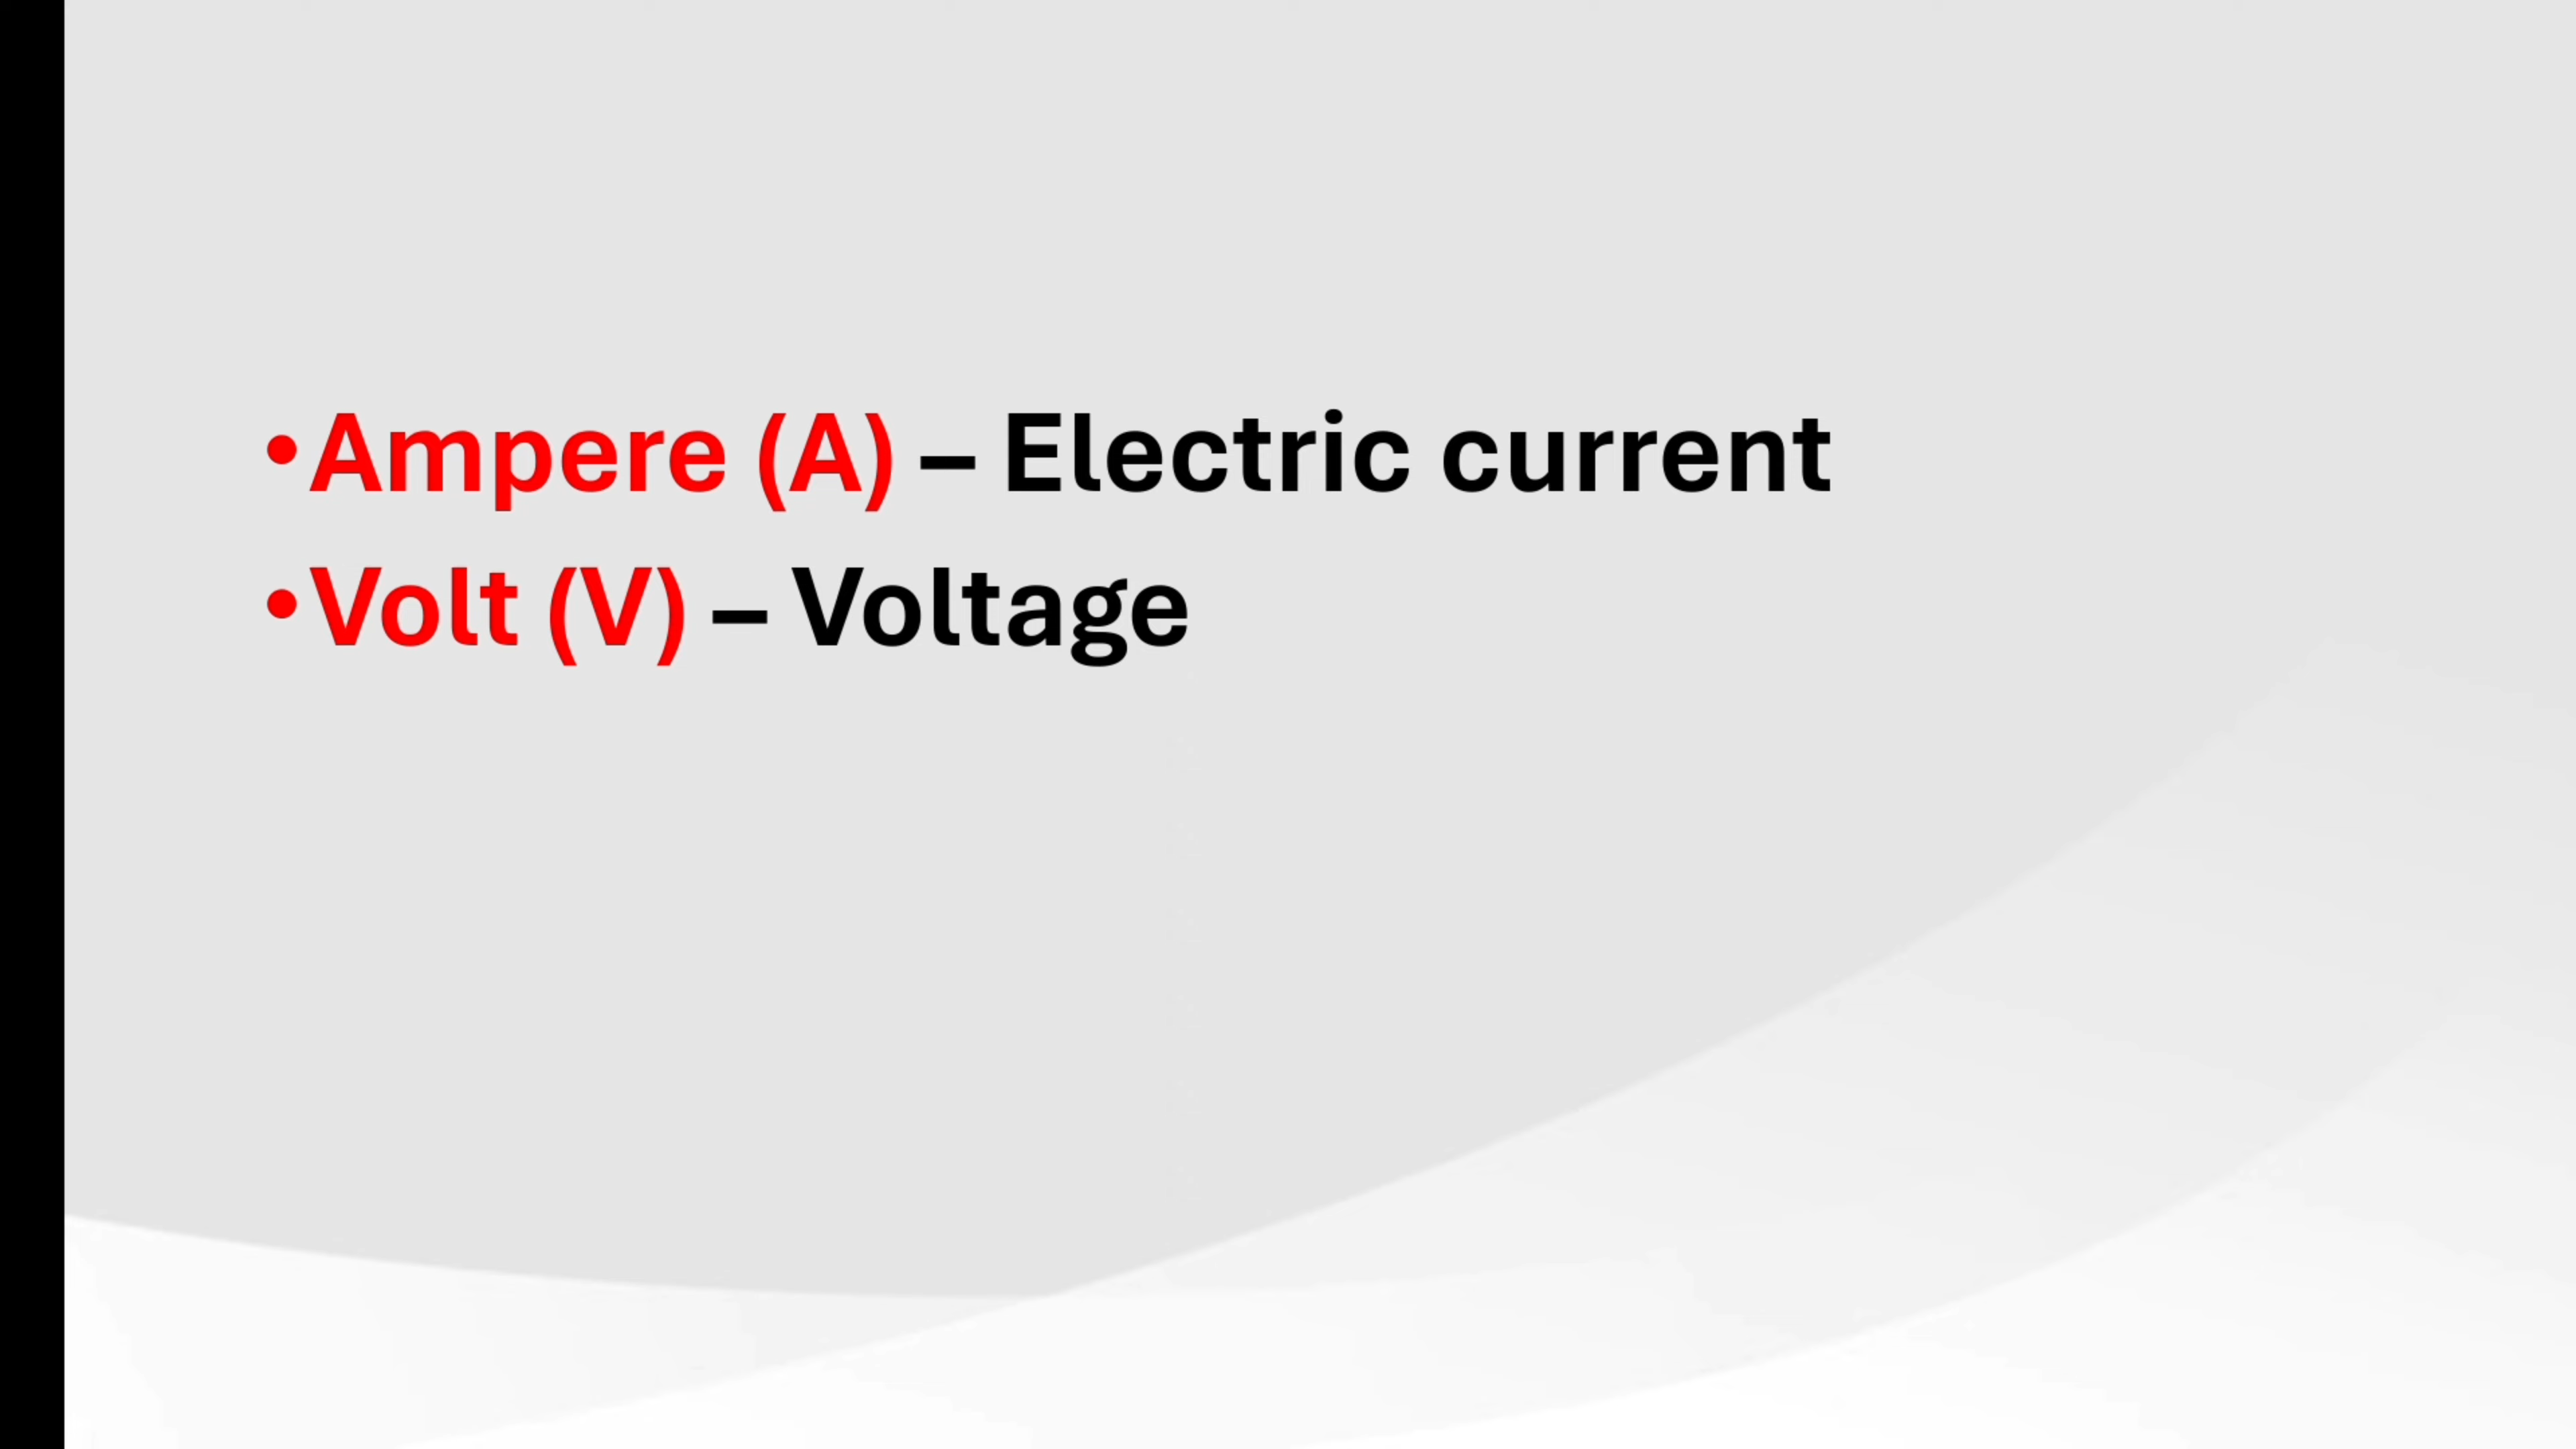 •Ampere (A) – Electric current
•Volt (V) – Voltage